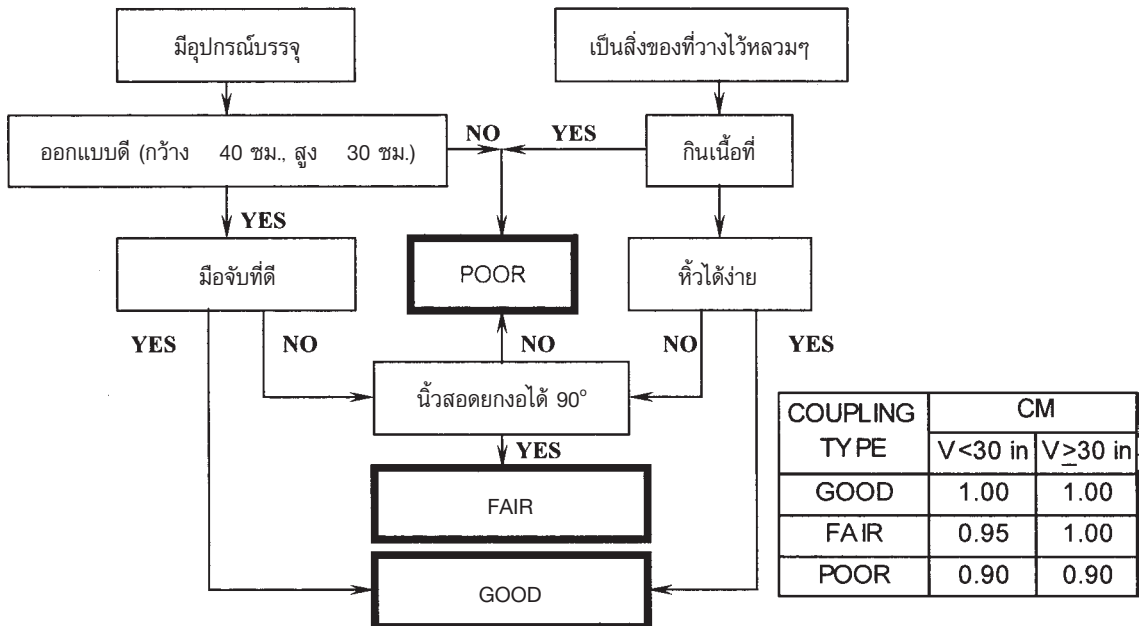 มีอุปกรณ์บรรจุ
เป็นสิ่งของที่วางไว้หลวมๆ
ออกแบบดี (กว้าง 40 ซม., สูง 30 ซม.)
NO
YES
กินเนื้อที่
YES
มือจับที่ดี
POOR
หิ้วได้ง่าย
YES
NO
NO
NO
YES
นิ้วสอดยกงอได้ 90°
YES
FAIR
GOOD
COUPLING TYPE
CM
V<30 in
V≥30 in
GOOD 1.00 1.00
FAIR 0.95 1.00
POOR 0.90 0.90